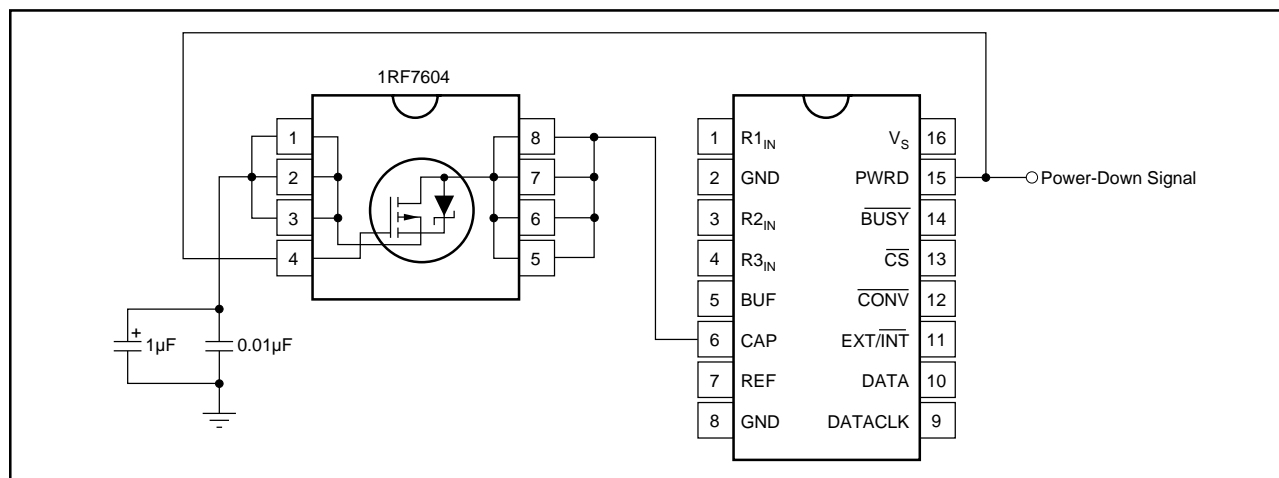 1RF7604
1
2
3
4
8
7
6
5
1µF
+
0.01µF
1 R1IN
2 GND
3 R2IN
4 R3IN
5 BUF
6 CAP
7 REF
8 GND
VS 16
PWRD 15
BUSY 14
CS 13
CONV 12
EXT/INT 11
DATA 10
DATACLK 9
Power-Down Signal